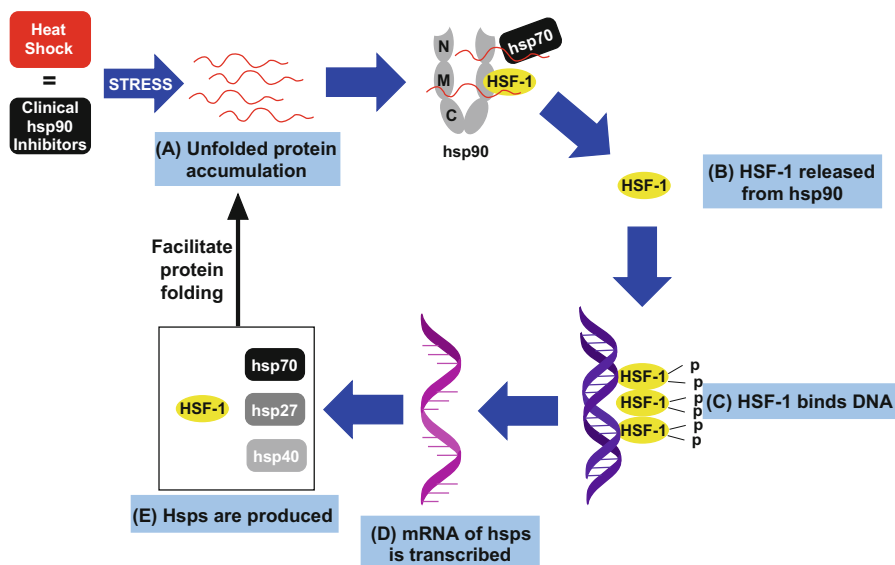 Heat
Shock
=
Clinical
hsp90
Inhibitors
STRESS
(A) Unfolded protein
accumulation
N
M
C
hsp70
HSF-1
hsp90
HSF-1
(B) HSF-1 released
from hsp90
HSF-1
HSF-1
HSF-1
p
p
p
p
p
p
(C) HSF-1 binds DNA
(D) mRNA of hsps
is transcribed
HSF-1
hsp70
hsp27
hsp40
(E) Hsps are produced
Facilitate
protein
folding